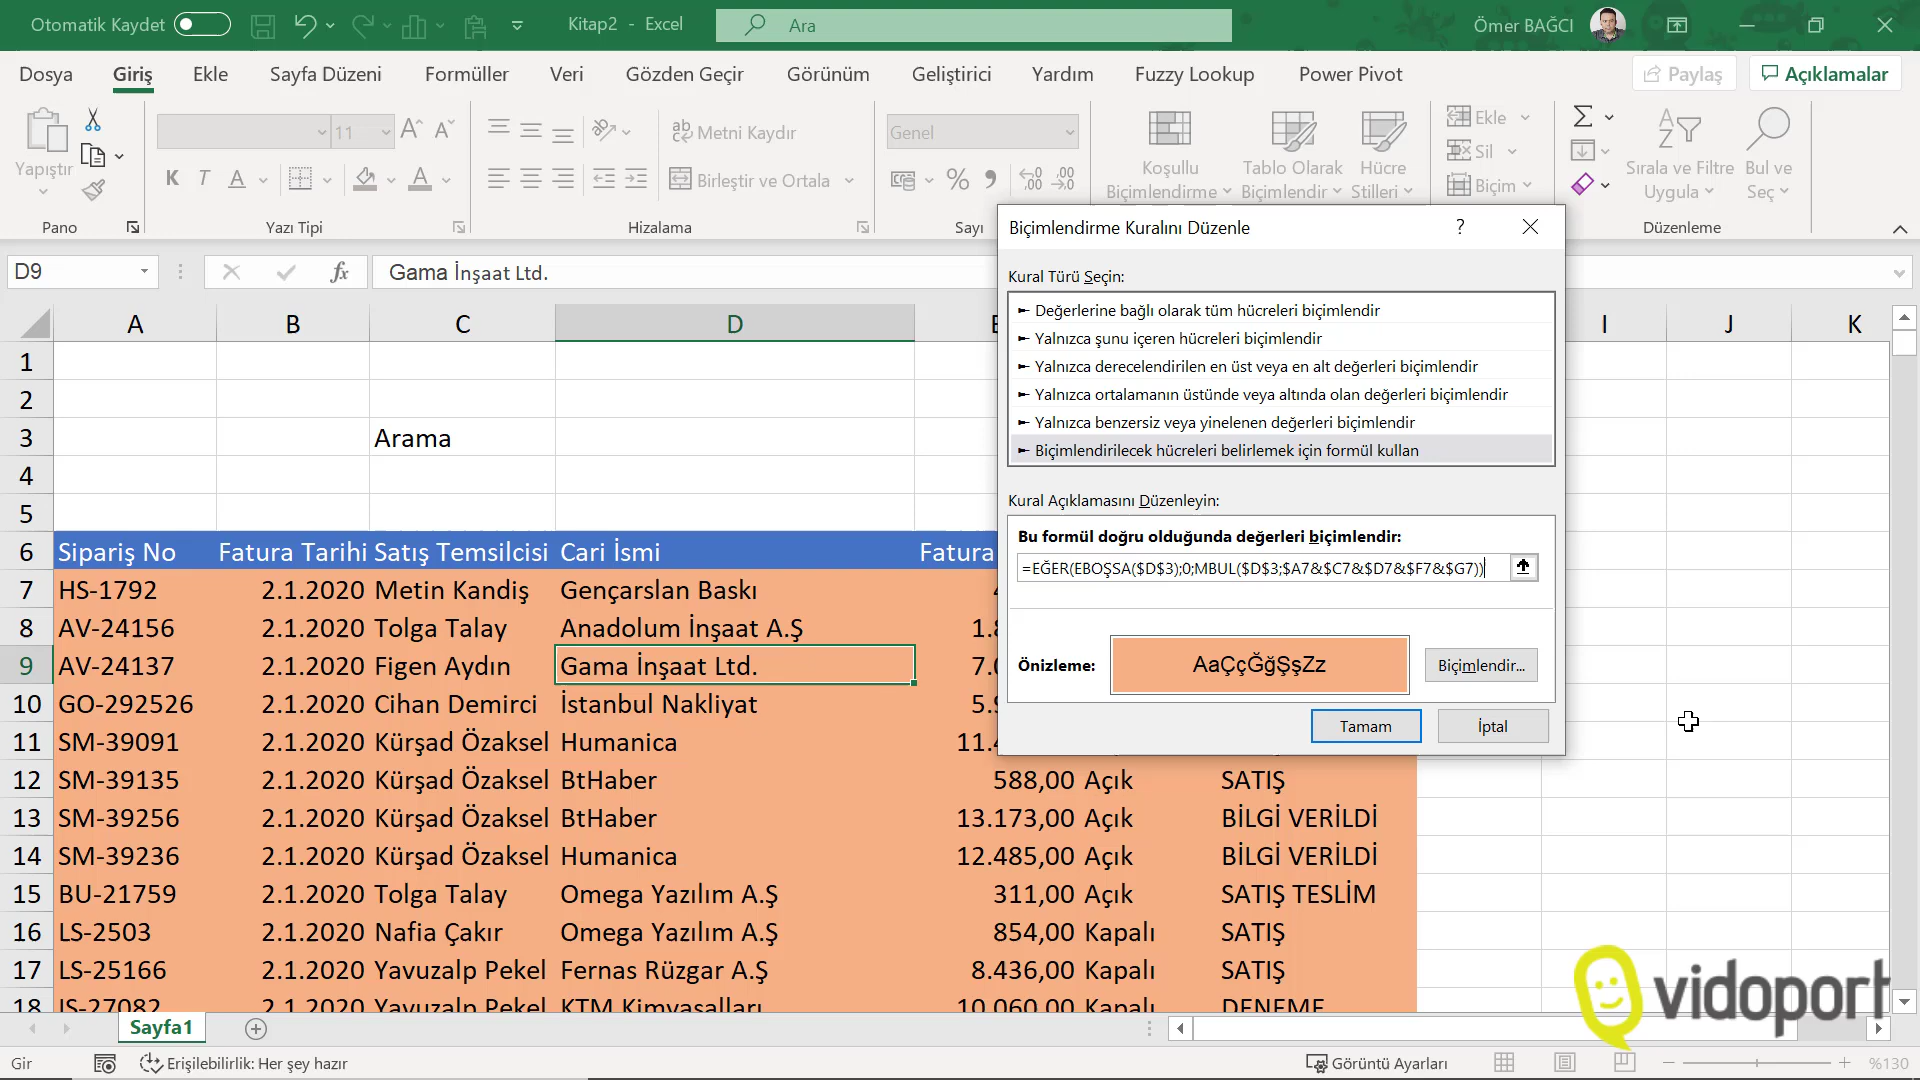 Otomatik Kaydet
Kitap2 - Excel
Ara
Ömer BAĞCI
Dosya Giriş Ekle Sayfa Düzeni Formüller Veri Gözden Geçir Görünüm Geliştirici Yardım Fuzzy Lookup Power Pivot
Paylaş Açıklamalar
Yapıştır
11
K T A
Metni Kaydır
Birleştir ve Ortala
Genel
Koşullu
Biçimlendirme
Tablo Olarak
Biçimlendir
Hücre
Stilleri
Ekle
Sil
Biçim
Sırala ve Filtre
Uygula
Bul ve
Seç
Pano
Yazı Tipi
Hizalama
Sayı
Düzenleme
D9
fx
Gama İnşaat Ltd.
A B C D I J K
1
2
3 Arama
4
5
6 Sipariş No Fatura Tarihi Satış Temsilcisi Cari İsmi Fatura
7 HS-1792 2.1.2020 Metin Kandiş Gençarslan Baskı
8 AV-24156 2.1.2020 Tolga Talay Anadolum İnşaat A.Ş
9 AV-24137 2.1.2020 Figen Aydın Gama İnşaat Ltd.
10 GO-292526 2.1.2020 Cihan Demirci İstanbul Nakliyat
11 SM-39091 2.1.2020 Kürşad Özaksel Humanica
12 SM-39135 2.1.2020 Kürşad Özaksel BtHaber 588,00 Açık SATIŞ
13 SM-39256 2.1.2020 Kürşad Özaksel BtHaber 13.173,00 Açık BİLGİ VERİLDİ
14 SM-39236 2.1.2020 Kürşad Özaksel Humanica 12.485,00 Açık BİLGİ VERİLDİ
15 BU-21759 2.1.2020 Tolga Talay Omega Yazılım A.Ş 311,00 Açık SATIŞ TESLİM
16 LS-2503 2.1.2020 Nafia Çakır Omega Yazılım A.Ş 854,00 Kapalı SATIŞ
17 LS-25166 2.1.2020 Yavuzalp Pekel Fernas Rüzgar A.Ş 8.436,00 Kapalı SATIŞ
18 IS-27082 2.1.2020 Yavuzalp Pekel KTM Kimyasalları 10.060,00 Kapalı DENEME
Biçimlendirme Kuralını Düzenle
?
Kural Türü Seçin:
► Değerlerine bağlı olarak tüm hücreleri biçimlendir
► Yalnızca şunu içeren hücreleri biçimlendir
► Yalnızca derecelendirilen en üst veya en alt değerleri biçimlendir
► Yalnızca ortalamanın üstünde veya altında olan değerleri biçimlendir
► Yalnızca benzersiz veya yinelenen değerleri biçimlendir
► Biçimlendirilecek hücreleri belirlemek için formül kullan
Kural Açıklamasını Düzenleyin:
Bu formül doğru olduğunda değerleri biçimlendir:
=EĞER(EBOŞSA($D$3);0;MBUL($D$3;$A7&$C7&$D7&$F7&$G7))
Önizleme:
AaÇçĞğŞşZz
Biçimlendir...
Tamam
İptal
vidoport
Sayfa1
Gir
Erişilebilirlik: Her şey hazır
Görüntü Ayarları
%130